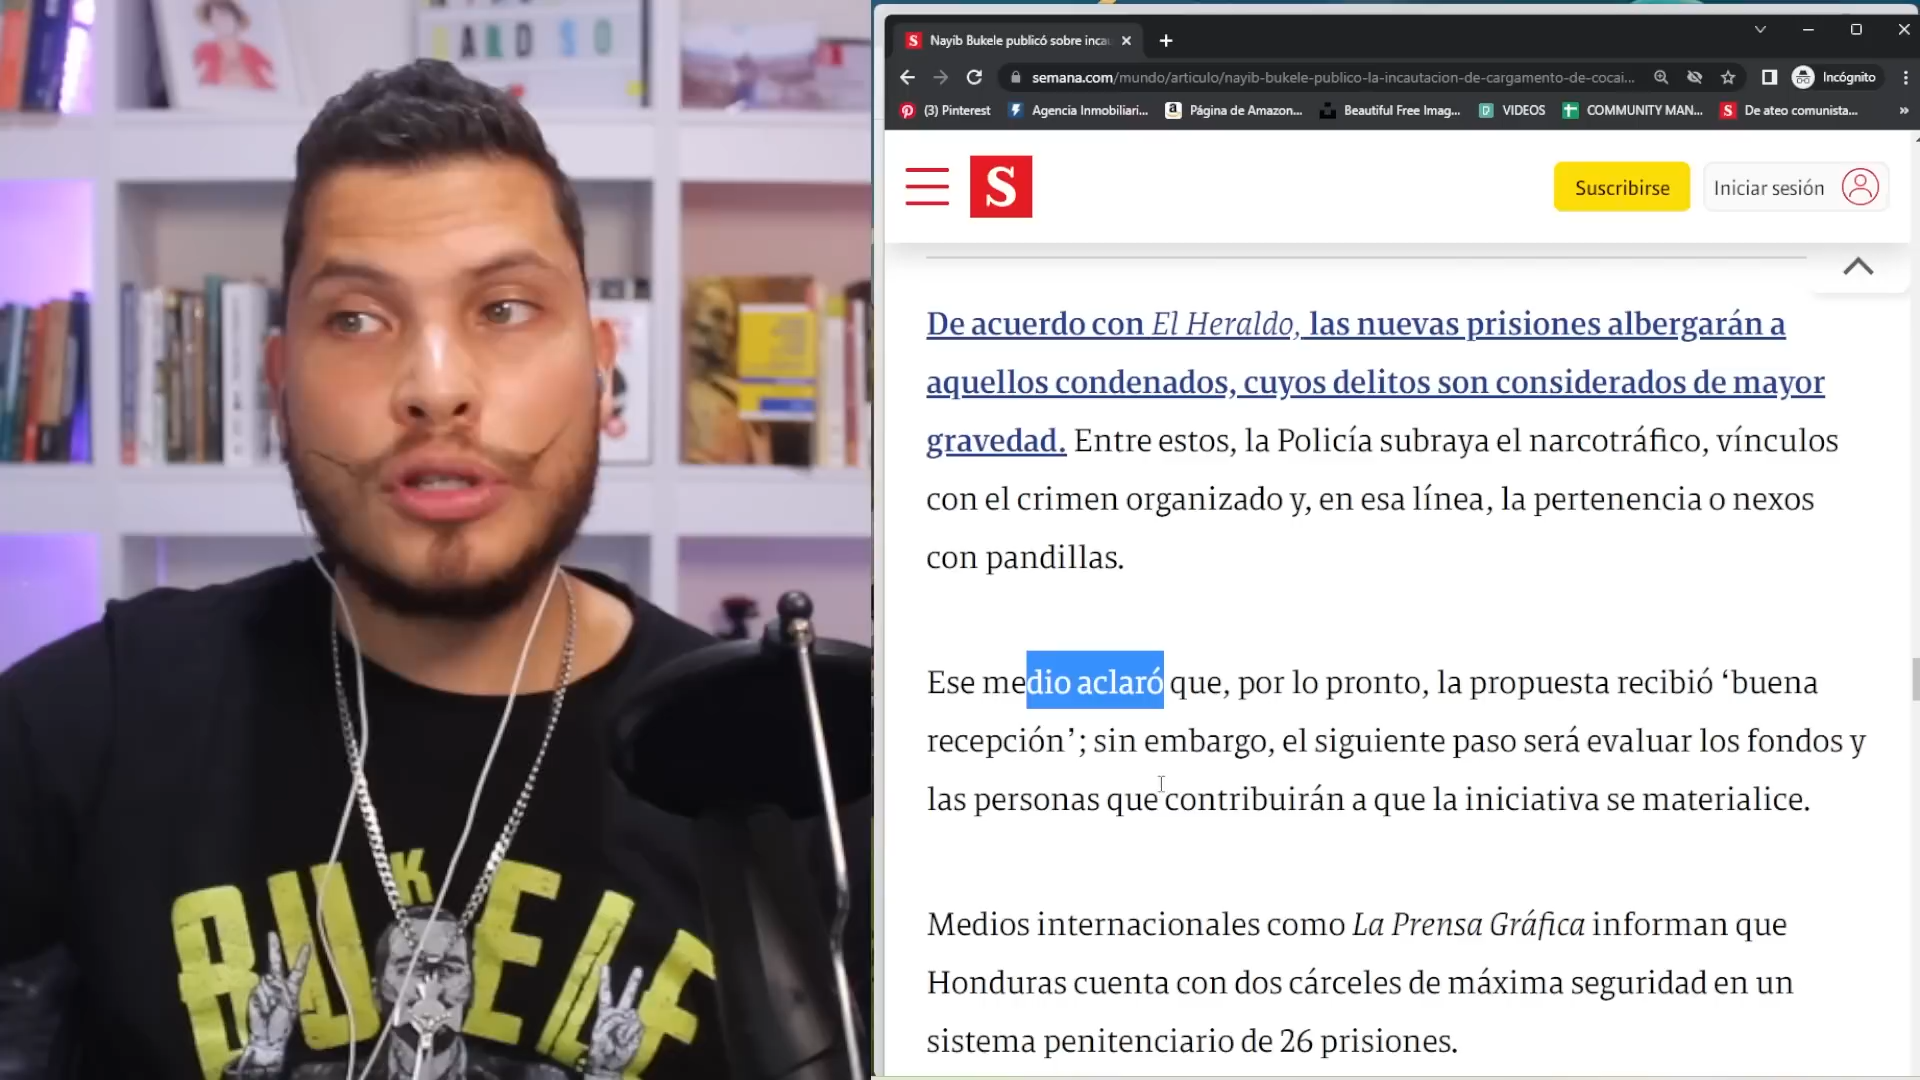 BUKELE
Nayib Bukele publicó sobre inca
semana.com/mundo/articulo/nayib-bukele-publico-la-incautacion-de-cargamento-de-cocai...
Incógnito
(3) Pinterest
Agencia Inmobiliari...
Página de Amazon...
Beautiful Free Imag...
VIDEOS
COMMUNITY MAN...
De ateo comunista...
S
Suscribirse
Iniciar sesión
De acuerdo con El Heraldo, las nuevas prisiones albergarán a
aquellos condenados, cuyos delitos son considerados de mayor
gravedad. Entre estos, la Policía subraya el narcotráfico, vínculos
con el crimen organizado y, en esa línea, la pertenencia o nexos
con pandillas.
Ese medio aclaró que, por lo pronto, la propuesta recibió ‘buena
recepción’; sin embargo, el siguiente paso será evaluar los fondos y
las personas que contribuirán a que la iniciativa se materialice.
Medios internacionales como La Prensa Gráfica informan que
Honduras cuenta con dos cárceles de máxima seguridad en un
sistema penitenciario de 26 prisiones.